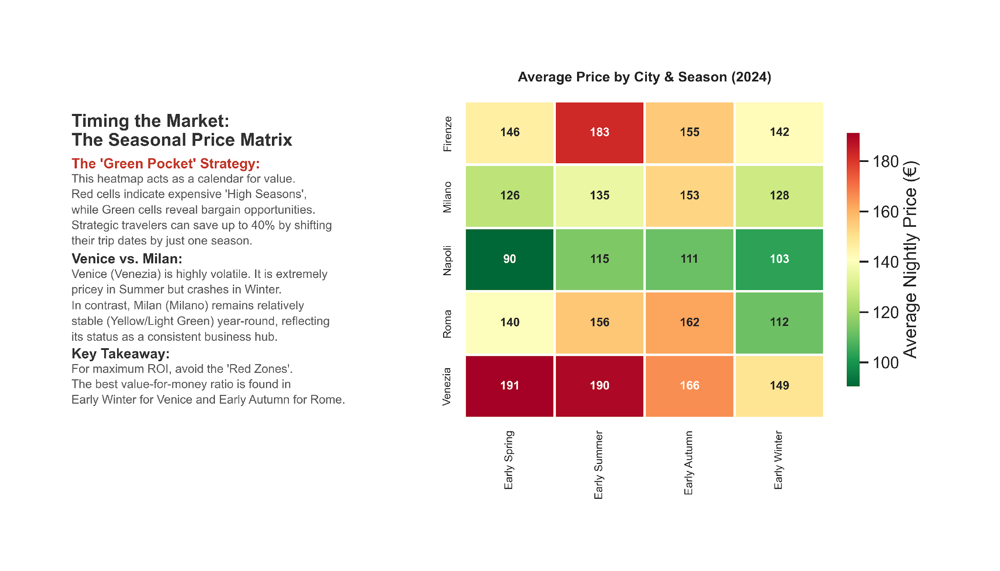 Timing the Market:
The Seasonal Price Matrix
The 'Green Pocket' Strategy:
This heatmap acts as a calendar for value.
Red cells indicate expensive 'High Seasons',
while Green cells reveal bargain opportunities.
Strategic travelers can save up to 40% by shifting
their trip dates by just one season.
Venice vs. Milan:
Venice (Venezia) is highly volatile. It is extremely
pricey in Summer but crashes in Winter.
In contrast, Milan (Milano) remains relatively
stable (Yellow/Light Green) year-round, reflecting
its status as a consistent business hub.
Key Takeaway:
For maximum ROI, avoid the 'Red Zones'.
The best value-for-money ratio is found in
Early Winter for Venice and Early Autumn for Rome.
Average Price by City & Season (2024)
Firenze
146 183 155 142
Milano
126 135 153 128
Napoli
90 115 111 103
Roma
140 156 162 112
Venezia
191 190 166 149
Early Spring
Early Summer
Early Autumn
Early Winter
180
160
140
120
100
Average Nightly Price (€)